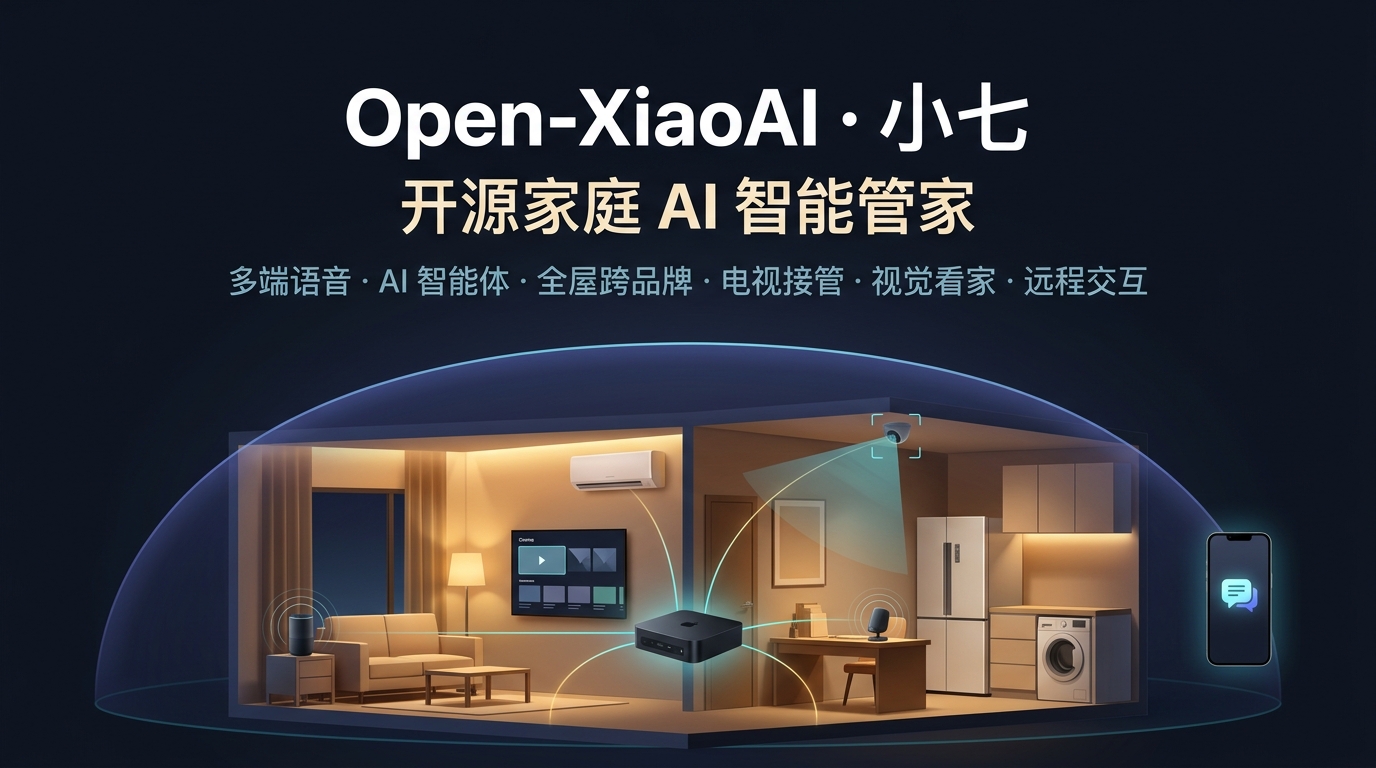 Open-XiaoAI · 小七
开源家庭 AI 智能管家
多端语音 · AI 智能体 · 全屋跨品牌 · 电视接管 · 视觉看家 · 远程交互